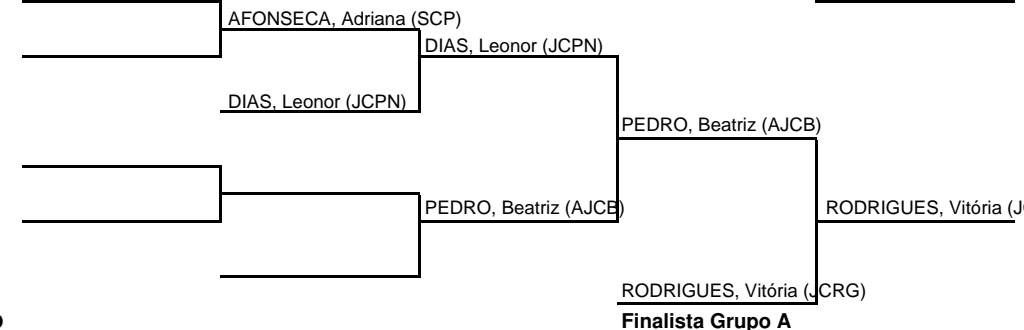 AFONSECA, Adriana (SCP)
DIAS, Leonor (JCPN)
DIAS, Leonor (JCPN)
PEDRO, Beatriz (AJCB)
PEDRO, Beatriz (AJCB)
RODRIGUES, Vitória (J
RODRIGUES, Vitória (JCRG)
Finalista Grupo A